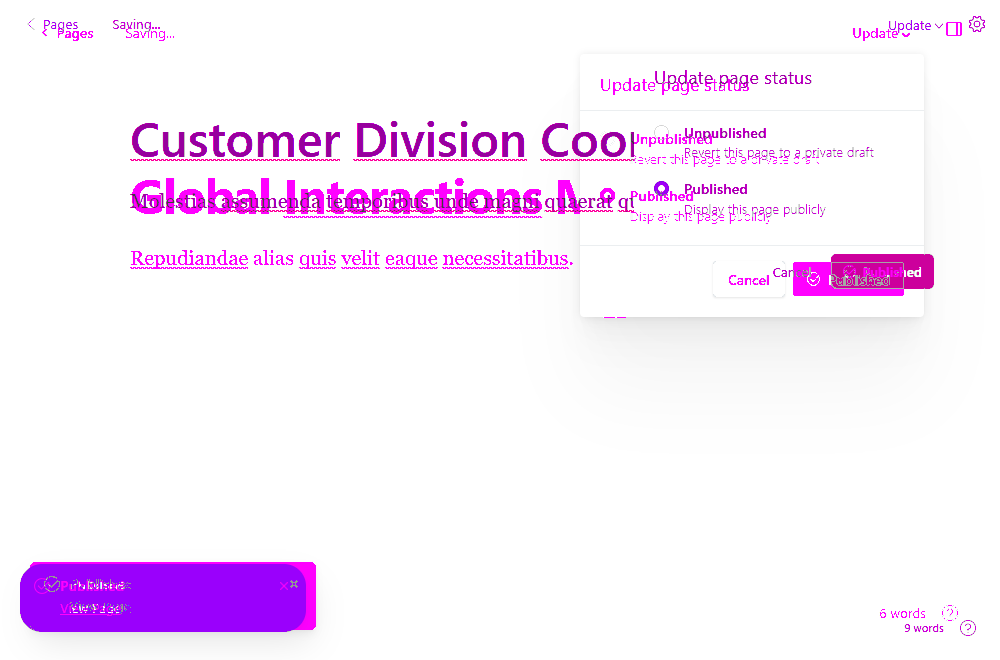 Pages Saving... Update
Pages Saving... Update
Update page status
Update page status
Customer Division Coo
Unpublished
Revert this page to a private draft
Unpublished
Revert this page to a private draft
Global Interactions M
Published
Display this page publicly
Published
Display this page publicly
Molestias assumenda temporibus unde magni quaerat qu
Repudiandae alias quis velit eaque necessitatibus.
Cancel Published
Cancel Published
Published
View Page
6 words
9 words